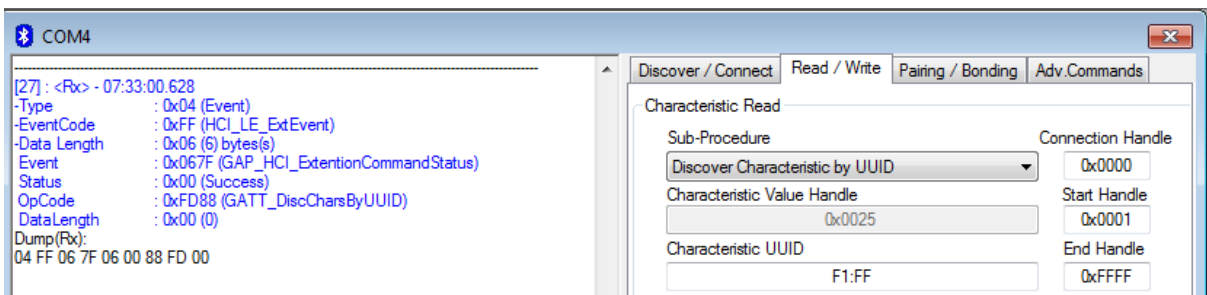 COM4
[27] : <Rx> - 07:33:00.628
-Type : 0x04 (Event)
-EventCode : 0xFF (HCI_LE_ExtEvent)
-Data Length : 0x06 (6) bytes(s)
Event : 0x067F (GAP_HCI_ExtentionCommandStatus)
Status : 0x00 (Success)
OpCode : 0xFD88 (GATT_DiscCharsByUUID)
DataLength : 0x00 (0)
Dump(Rx):
04 FF 06 7F 06 00 88 FD 00
Discover / Connect Read / Write Pairing / Bonding Adv.Commands
Characteristic Read
Sub-Procedure Connection Handle
Discover Characteristic by UUID 0x0000
Characteristic Value Handle Start Handle
0x0025 0x0001
Characteristic UUID End Handle
F1:FF 0xFFFF